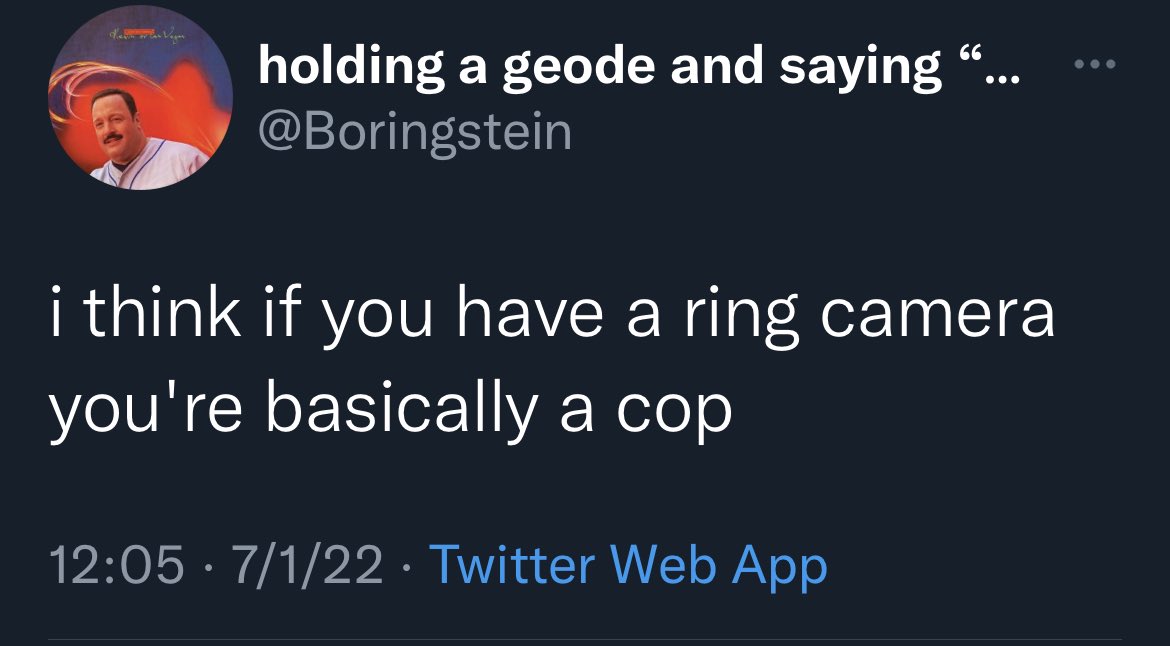 holding a geode and saying “...
@Boringstein
i think if you have a ring camera
you're basically a cop
12:05 · 7/1/22 · Twitter Web App